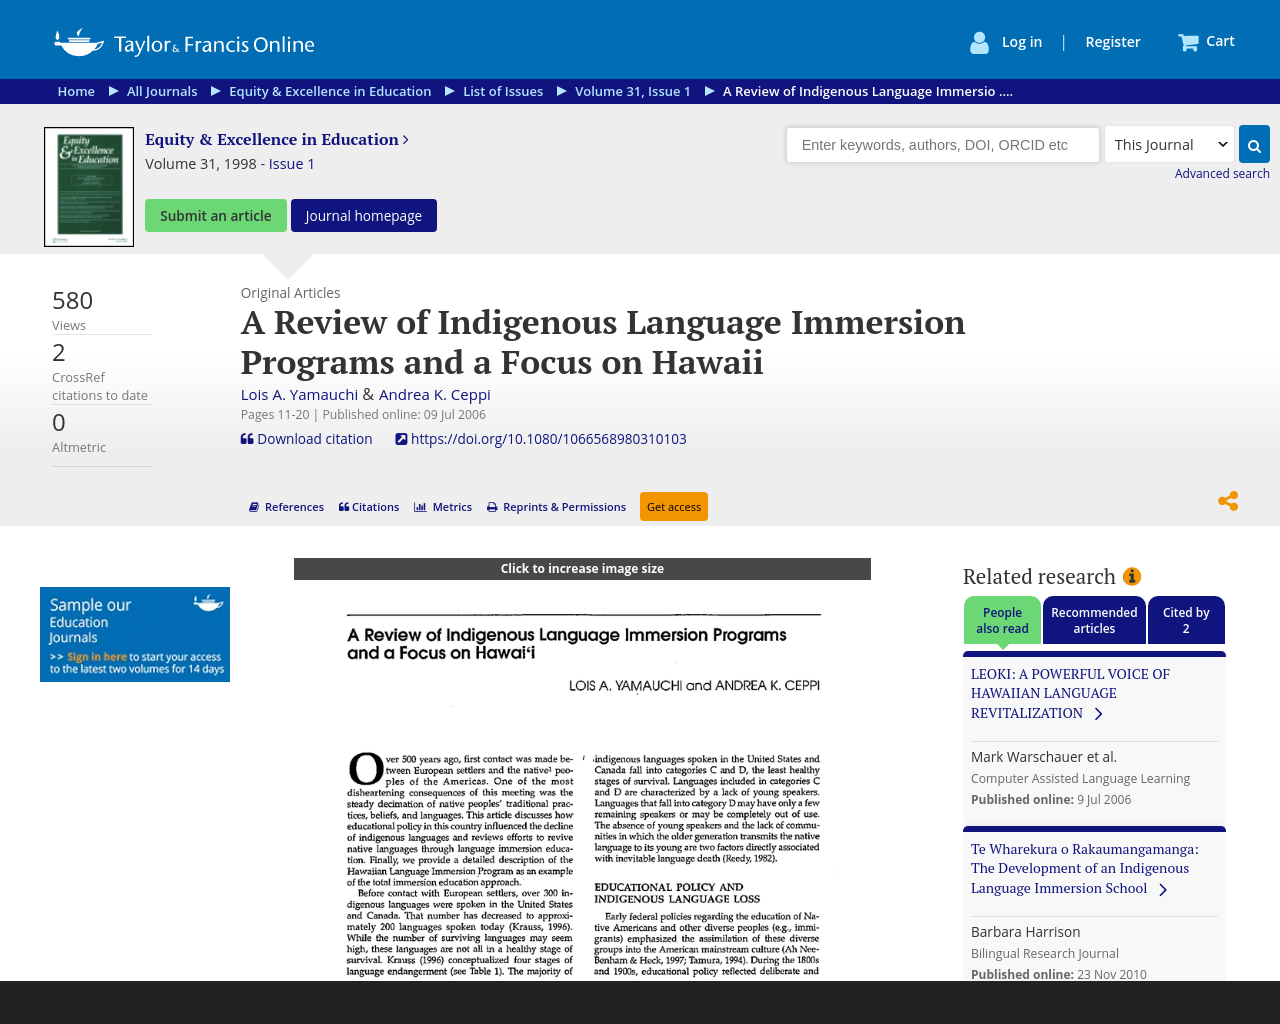 Taylor & Francis Online
Log in | Register Cart
Home ▶ All Journals ▶ Equity & Excellence in Education ▶ List of Issues ▶ Volume 31, Issue 1 ▶ A Review of Indigenous Language Immersio ....
Equity & Excellence in Education
Equity & Excellence in Education >
Volume 31, 1998 - Issue 1
Submit an article Journal homepage
Enter keywords, authors, DOI, ORCID etc This Journal
Advanced search
580
Views
2
CrossRef
citations to date
0
Altmetric
Original Articles
A Review of Indigenous Language Immersion
Programs and a Focus on Hawaii
Lois A. Yamauchi & Andrea K. Ceppi
Pages 11-20 | Published online: 09 Jul 2006
Download citation https://doi.org/10.1080/1066568980310103
References Citations Metrics Reprints & Permissions Get access
Sample our
Education
Journals
>> Sign in here to start your access
to the latest two volumes for 14 days
Click to increase image size
A Review of Indigenous Language Immersion Programs
and a Focus on Hawai‘i
LOIS A. YAMAUCHI and ANDREA K. CEPPI
Over 500 years ago, first contact was made be-
tween European settlers and the native¹ peo-
ples of the Americas. One of the most
disheartening consequences of this meeting was the
steady decimation of native peoples' traditional prac-
tices, beliefs, and languages. This article discusses how
educational policy in this country influenced the decline
of indigenous languages and reviews efforts to revive
native languages through language immersion educa-
tion. Finally, we provide a detailed description of the
Hawaiian Language Immersion Program as an example
of the total immersion education approach.
Before contact with European settlers, over 300 in-
digenous languages were spoken in the United States
and Canada. That number has decreased to approxi-
mately 200 languages spoken today (Krauss, 1996).
While the number of surviving languages may seem
high, these languages are not all in a healthy stage of
survival. Krauss (1996) conceptualized four stages of
language endangerment (see Table 1). The majority of
indigenous languages spoken in the United States and
Canada fall into categories C and D, the least healthy
stages of survival. Languages included in categories C
and D are characterized by a lack of young speakers.
Languages that fall into category D may have only a few
remaining speakers or may be completely out of use.
The absence of young speakers and the lack of commu-
nities in which the older generation transmits the native
language to its young are two factors directly associated
with inevitable language death (Reedy, 1982).
EDUCATIONAL POLICY AND
INDIGENOUS LANGUAGE LOSS
Early federal policies regarding the education of Na-
tive Americans and other diverse peoples (e.g., immi-
grants) emphasized the assimilation of these diverse
groups into the American mainstream culture (Ah Nee-
Benham & Heck, 1997; Tamura, 1994). During the 1800s
and 1900s, educational policy reflected deliberate and
Related research
People
also read
Recommended
articles
Cited by
2
LEOKI: A POWERFUL VOICE OF
HAWAIIAN LANGUAGE
REVITALIZATION >
Mark Warschauer et al.
Computer Assisted Language Learning
Published online: 9 Jul 2006
Te Wharekura o Rakaumangamanga:
The Development of an Indigenous
Language Immersion School >
Barbara Harrison
Bilingual Research Journal
Published online: 23 Nov 2010